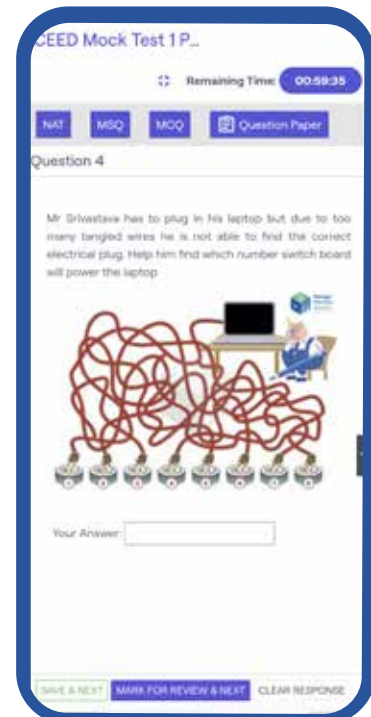 CEED Mock Test 1 P...
Remaining Time: 00:59:35
NAT MSQ MCQ Question Paper
Question 4
Mr Srivastava has to plug in his laptop but due to too
many tangled wires he is not able to find the correct
electrical plug. Help him find which number switch board
will power the laptop
Your Answer:
SAVE & NEXT MARK FOR REVIEW & NEXT CLEAR RESPONSE